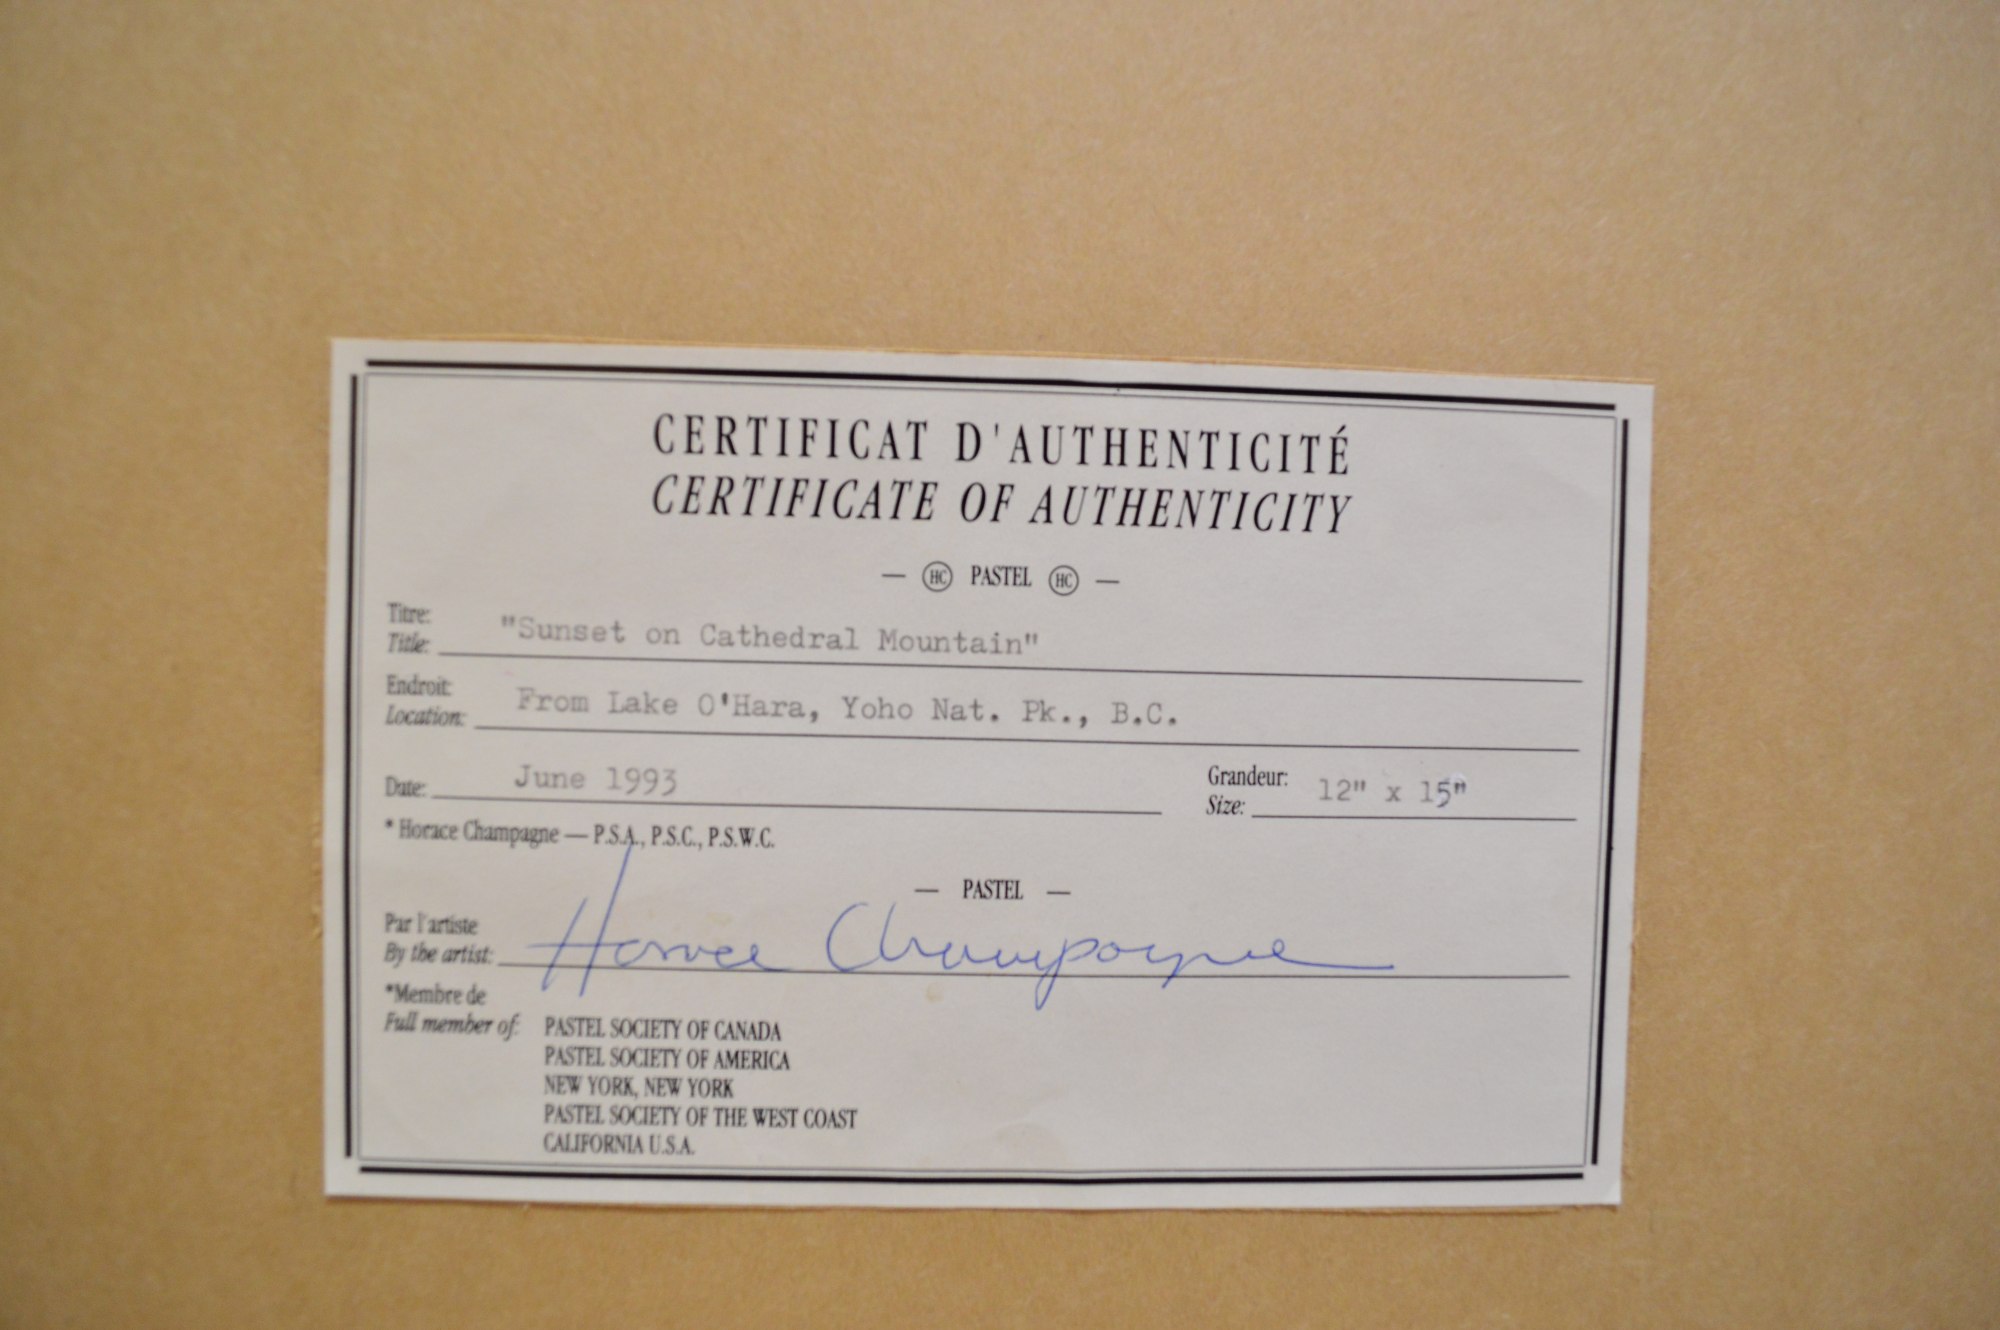 CERTIFICAT D'AUTHENTICITÉ
CERTIFICATE OF AUTHENTICITY
— HC PASTEL HC —
Titre:
Title: "Sunset on Cathedral Mountain"
Endroit:
Location: From Lake O'Hara, Yoho Nat. Pk., B.C.
Date: June 1993
Grandeur:
Size: 12" x 15"
* Horace Champagne — P.S.A., P.S.C., P.S.W.C.
— PASTEL —
Par l'artiste
By the artist: Horace Champagne
*Membre de
Full member of: PASTEL SOCIETY OF CANADA
PASTEL SOCIETY OF AMERICA
NEW YORK, NEW YORK
PASTEL SOCIETY OF THE WEST COAST
CALIFORNIA U.S.A.